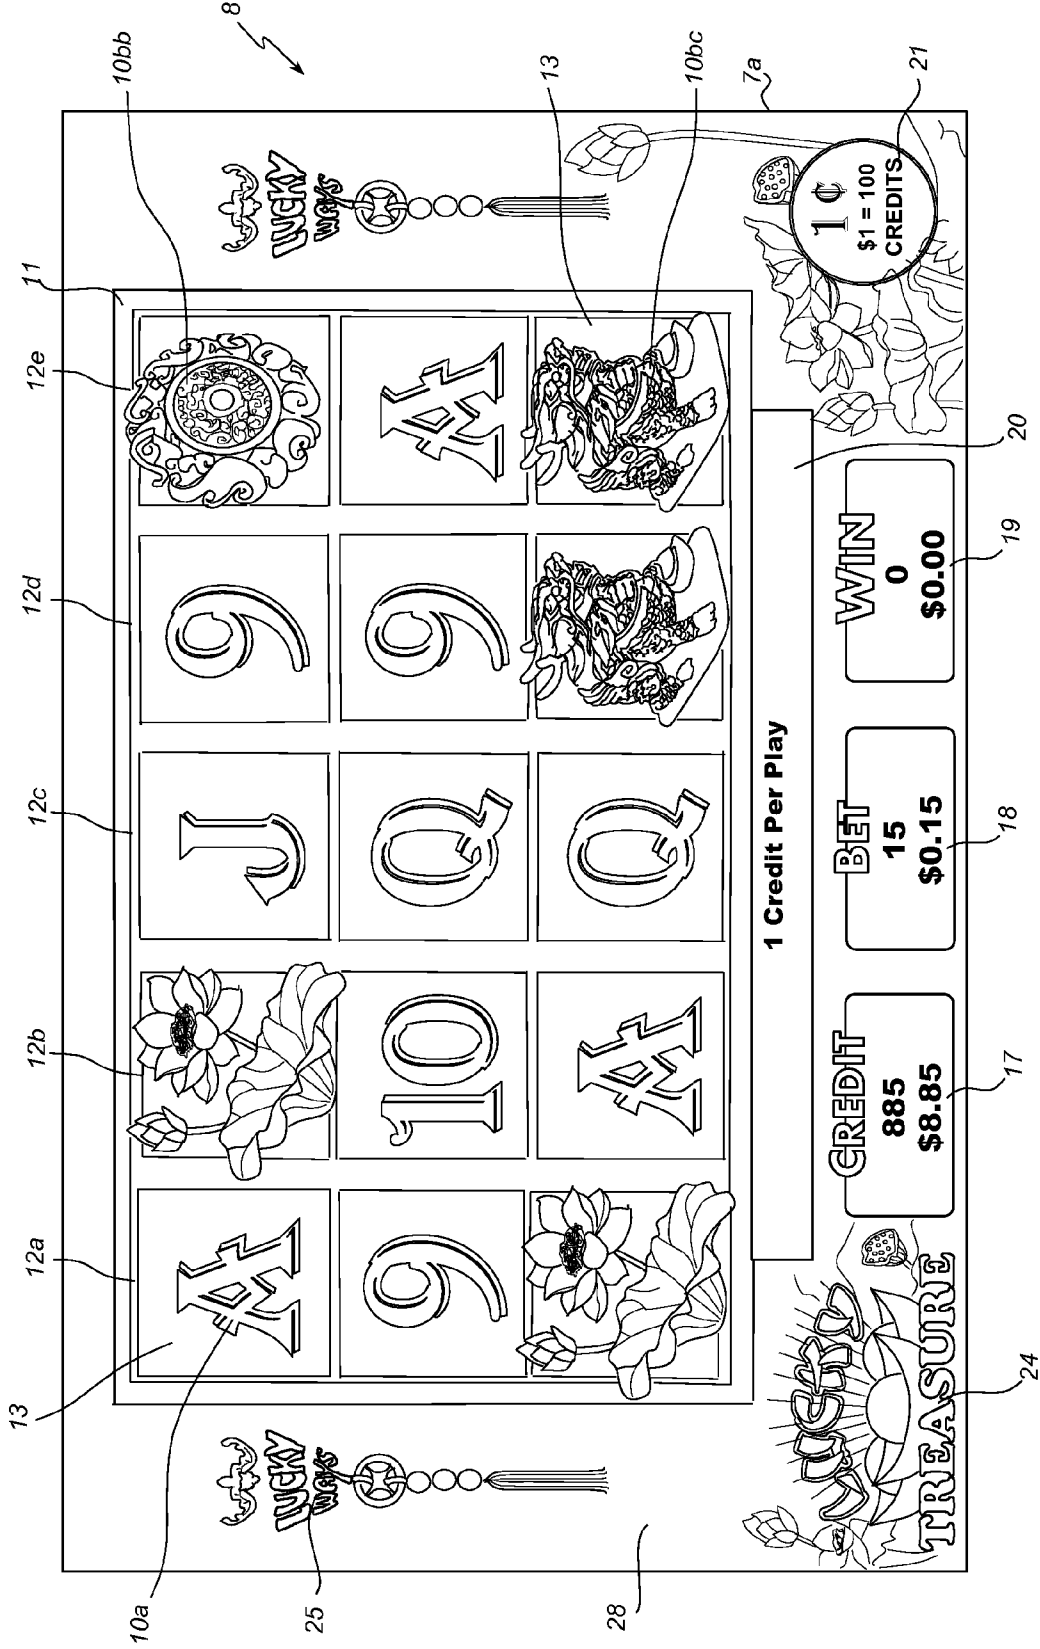 13 12a 12b 12c 12d 12e 11
10bb
8
10a
A J 9
LUCKY
WAYS
LUCKY
WAYS
25
9 10 Q 9 A
13
A Q
28
10bc
7a
1 Credit Per Play
1 ¢
$1 = 100
CREDITS
21
LUCKY
TREASURE
CREDIT
885
$8.85
BET
15
$0.15
WIN
0
$0.00
24 17 18 19 20